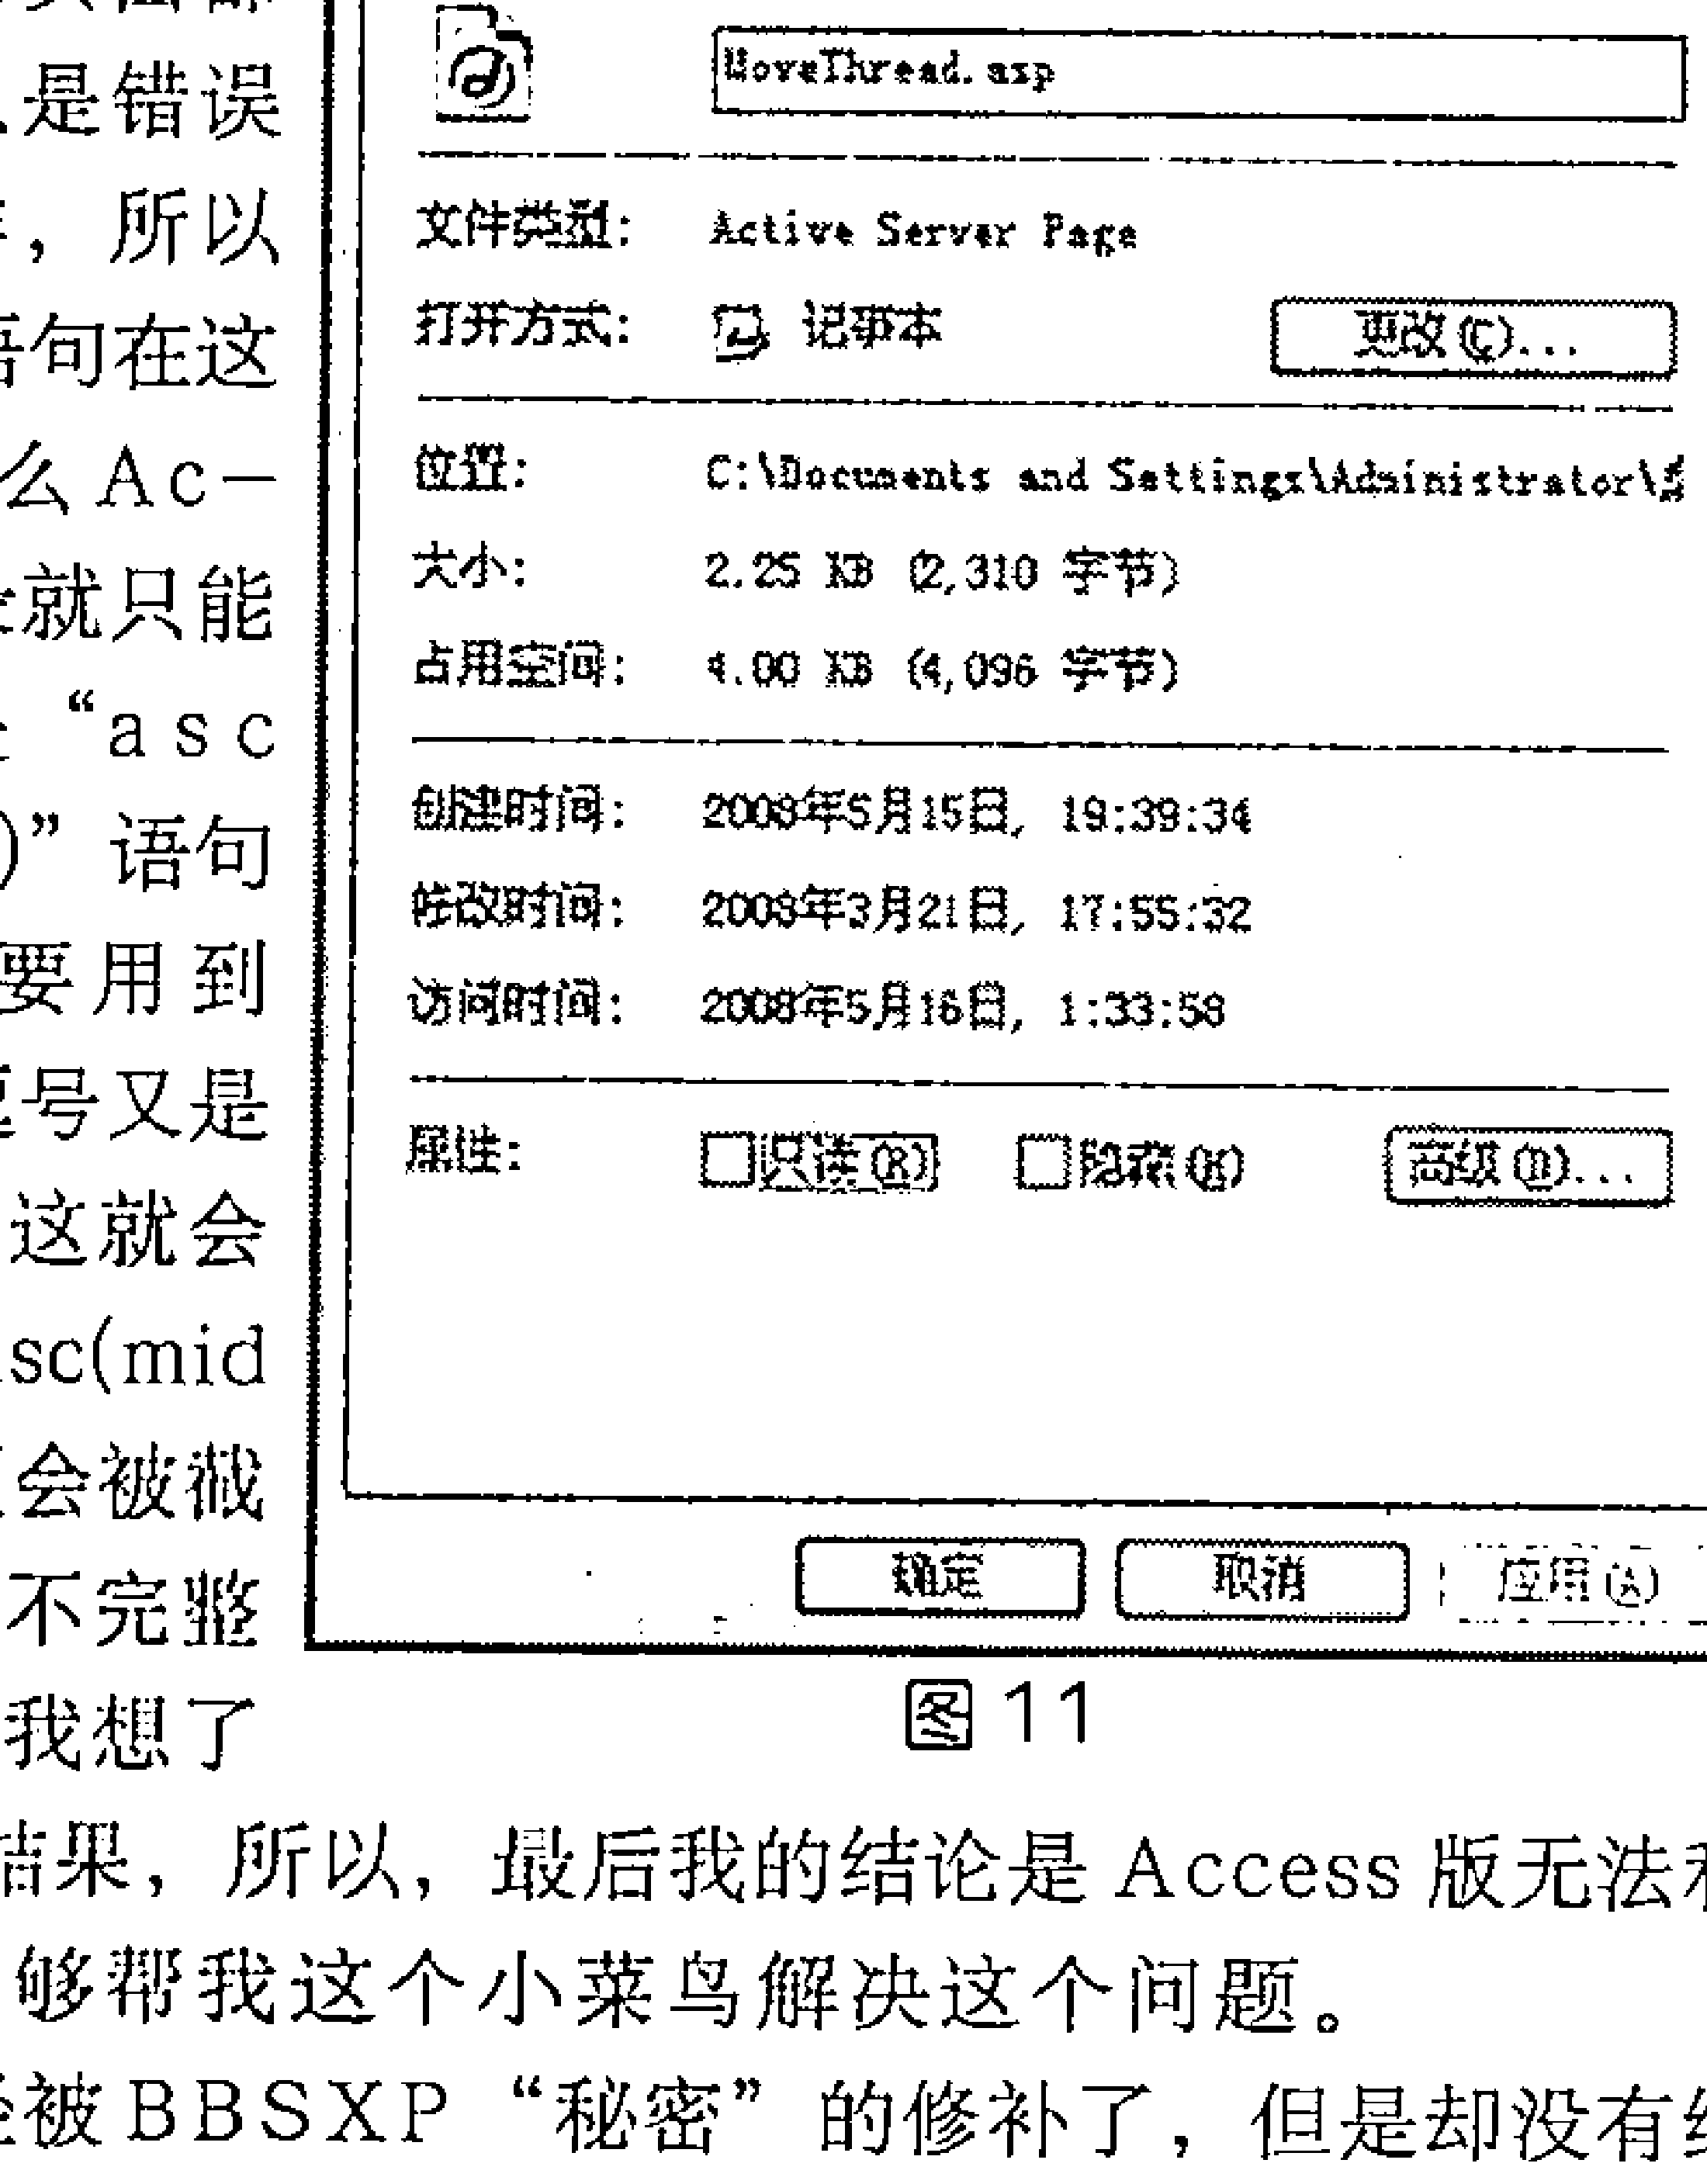 是错误
MoveThread.asp
，所以
文件类型： Active Server Page
句在这
打开方式： 记事本 更改(C)...
么 Ac-
位置： C:\Documents and Settings\Administrator\
就只能
大小： 2.25 KB (2,310 字节)
占用空间： 4.00 KB (4,096 字节)
“asc
创建时间： 2008年5月15日, 19:39:34
)”语句
修改时间： 2008年3月21日, 17:55:32
要用到
访问时间： 2008年5月16日, 1:33:58
号又是
属性： 只读(R) 隐藏(H) 高级(D)...
这就会
sc(mid
会被截
确定 取消 应用(A)
不完整
我想了
图 11
结果，所以，最后我的结论是 Access 版无法
够帮我这个小菜鸟解决这个问题。
被BBSXP“秘密”的修补了，但是却没有